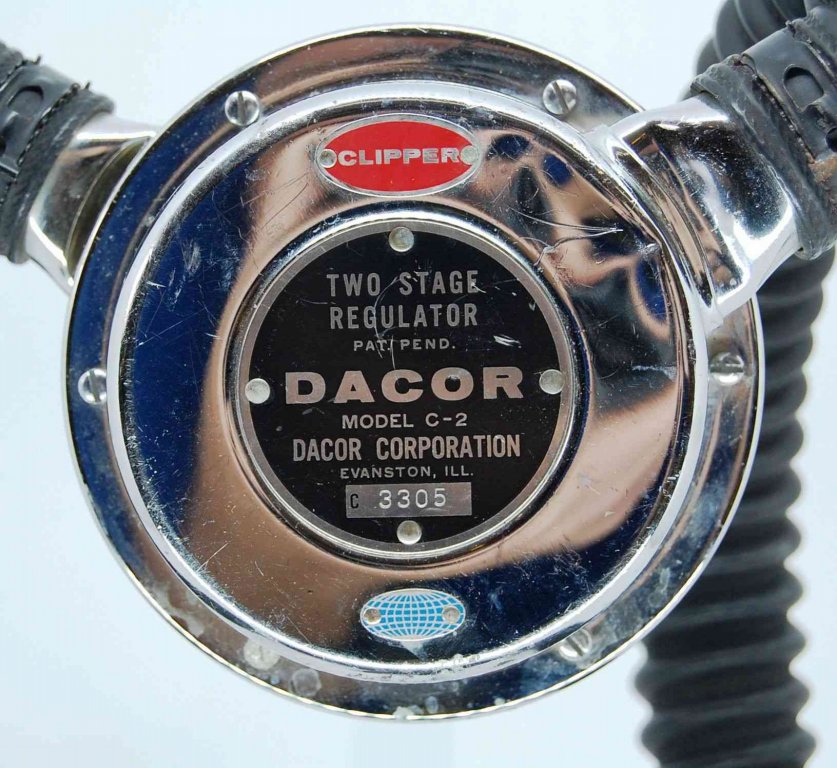 CLIPPER
TWO STAGE
REGULATOR
PAT. PEND.
DACOR
MODEL C-2
DACOR CORPORATION
EVANSTON, ILL.
C 3305